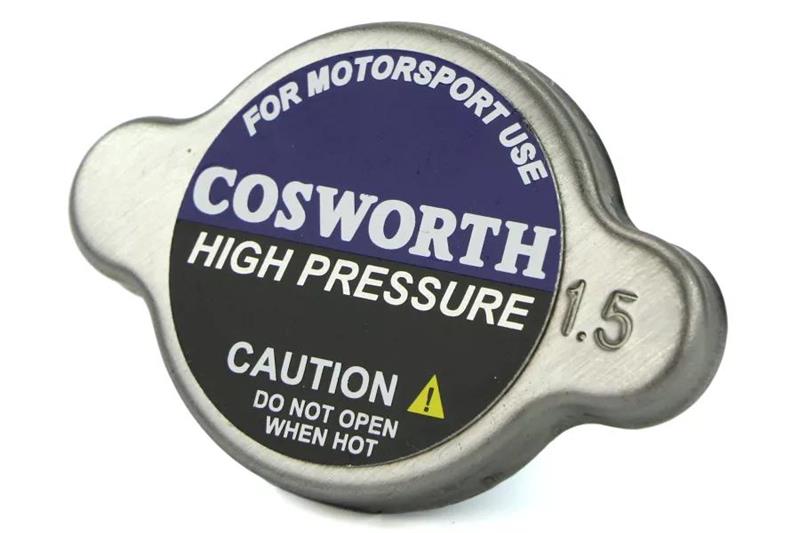 FOR MOTORSPORT USE
COSWORTH
HIGH PRESSURE
1.5
CAUTION
DO NOT OPEN
WHEN HOT